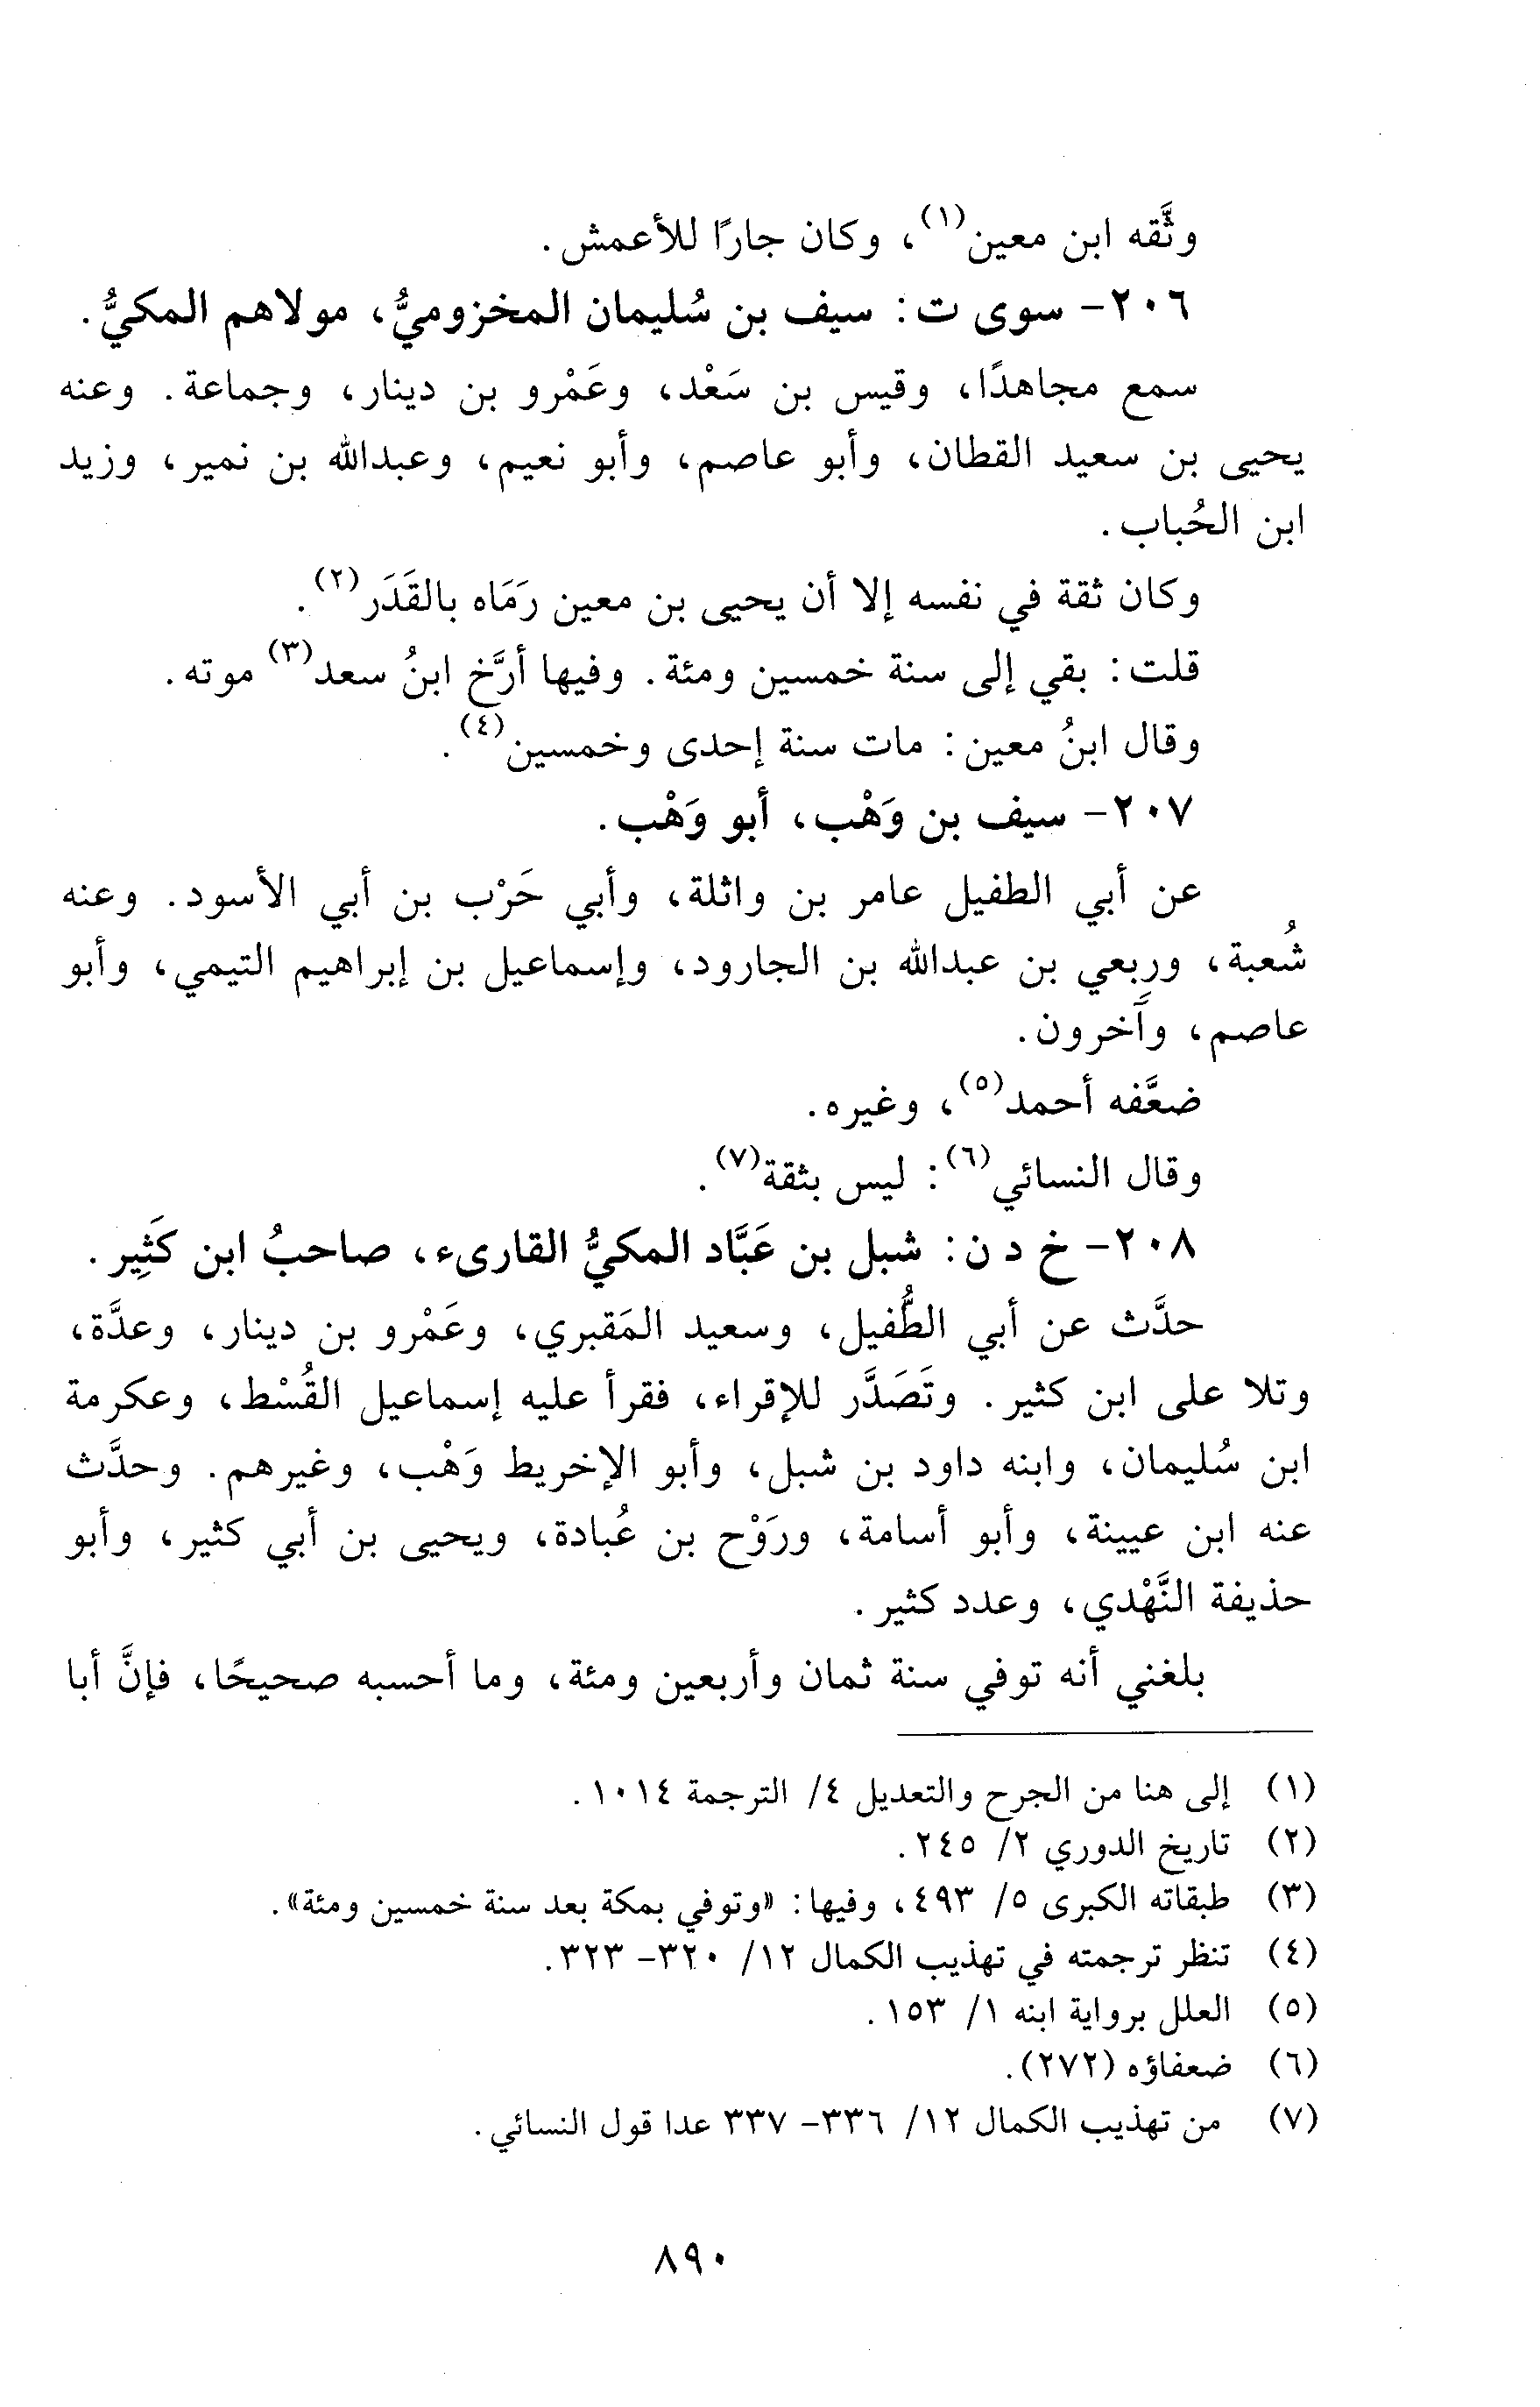 وثَّقه ابن معين(١)، وكان جارًا للأعمش.
٢٠٦- سوى ت: سيف بن سُليمان المخزوميُّ، مولاهم المكيُّ.
سمع مجاهدًا، وقيس بن سَعْد، وعَمْرو بن دينار، وجماعة. وعنه
يحيى بن سعيد القطان، وأبو عاصم، وأبو نعيم، وعبدالله بن نمير، وزيد
ابن الحُباب.
وكان ثقة في نفسه إلا أن يحيى بن معين رَمَاه بالقَدَر(٢).
قلت: بقي إلى سنة خمسين ومئة. وفيها أرَّخ ابنُ سعد(٣) موته.
وقال ابنُ معين: مات سنة إحدى وخمسين(٤).
٢٠٧- سيف بن وَهْب، أبو وَهْب.
عن أبي الطفيل عامر بن واثلة، وأبي حَرْب بن أبي الأسود. وعنه
شُعبة، ورِبعي بن عبدالله بن الجارود، وإسماعيل بن إبراهيم التيمي، وأبو
عاصم، وآخرون.
ضعَّفه أحمد(٥)، وغيره.
وقال النسائي(٦): ليس بثقة(٧).
٢٠٨- خ د ن: شبل بن عَبَّاد المكيُّ القارىء، صاحبُ ابن كَثِير.
حدَّث عن أبي الطُّفيل، وسعيد المَقبري، وعَمْرو بن دينار، وعدَّة،
وتلا على ابن كثير. وتَصَدَّر للإقراء، فقرأ عليه إسماعيل القُسْط، وعكرمة
ابن سُليمان، وابنه داود بن شبل، وأبو الإخريط وَهْب، وغيرهم. وحدَّث
عنه ابن عيينة، وأبو أسامة، ورَوْح بن عُبادة، ويحيى بن أبي كثير، وأبو
حذيفة النَّهْدي، وعدد كثير.
بلغني أنه توفي سنة ثمان وأربعين ومئة، وما أحسبه صحيحًا، فإنَّ أبا
(١) إلى هنا من الجرح والتعديل ٤/ الترجمة ١٠١٤.
(٢) تاريخ الدوري ٢/ ٢٤٥.
(٣) طبقاته الكبرى ٥/ ٤٩٣، وفيها: «وتوفي بمكة بعد سنة خمسين ومئة».
(٤) تنظر ترجمته في تهذيب الكمال ١٢/ ٣٢٠- ٣٢٣.
(٥) العلل برواية ابنه ١/ ١٥٣.
(٦) ضعفاؤه (٢٧٢).
(٧) من تهذيب الكمال ١٢/ ٣٣٦- ٣٣٧ عدا قول النسائي.
٨٩٠